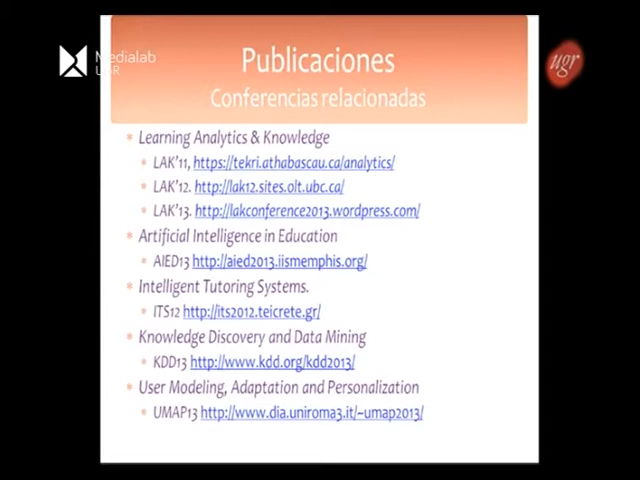 Medialab
UGR
ugr
Publicaciones
Conferencias relacionadas
* Learning Analytics & Knowledge
* LAK'11, https://tekri.athabascau.ca/analytics/
* LAK'12. http://lak12.sites.olt.ubc.ca/
* LAK'13. http://lakconference2013.wordpress.com/
* Artificial Intelligence in Education
* AIED13 http://aied2013.iismemphis.org/
* Intelligent Tutoring Systems.
* ITS12 http://its2012.teicrete.gr/
* Knowledge Discovery and Data Mining
* KDD13 http://www.kdd.org/kdd2013/
* User Modeling, Adaptation and Personalization
* UMAP13 http://www.dia.uniroma3.it/~umap2013/